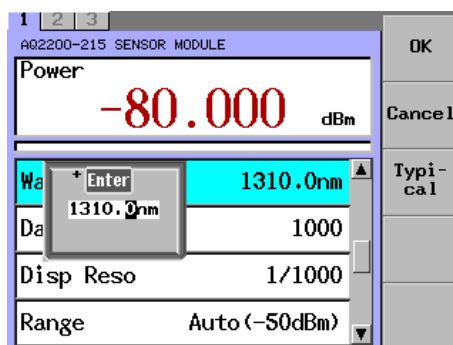 1 2 3
AQ2200-215 SENSOR MODULE
Power
-80.000 dBm
OK
Cancel
Typi-
cal
Wa 1310.0nm
+ Enter
1310.0nm
Da 1000
Disp Reso 1/1000
Range Auto(-50dBm)